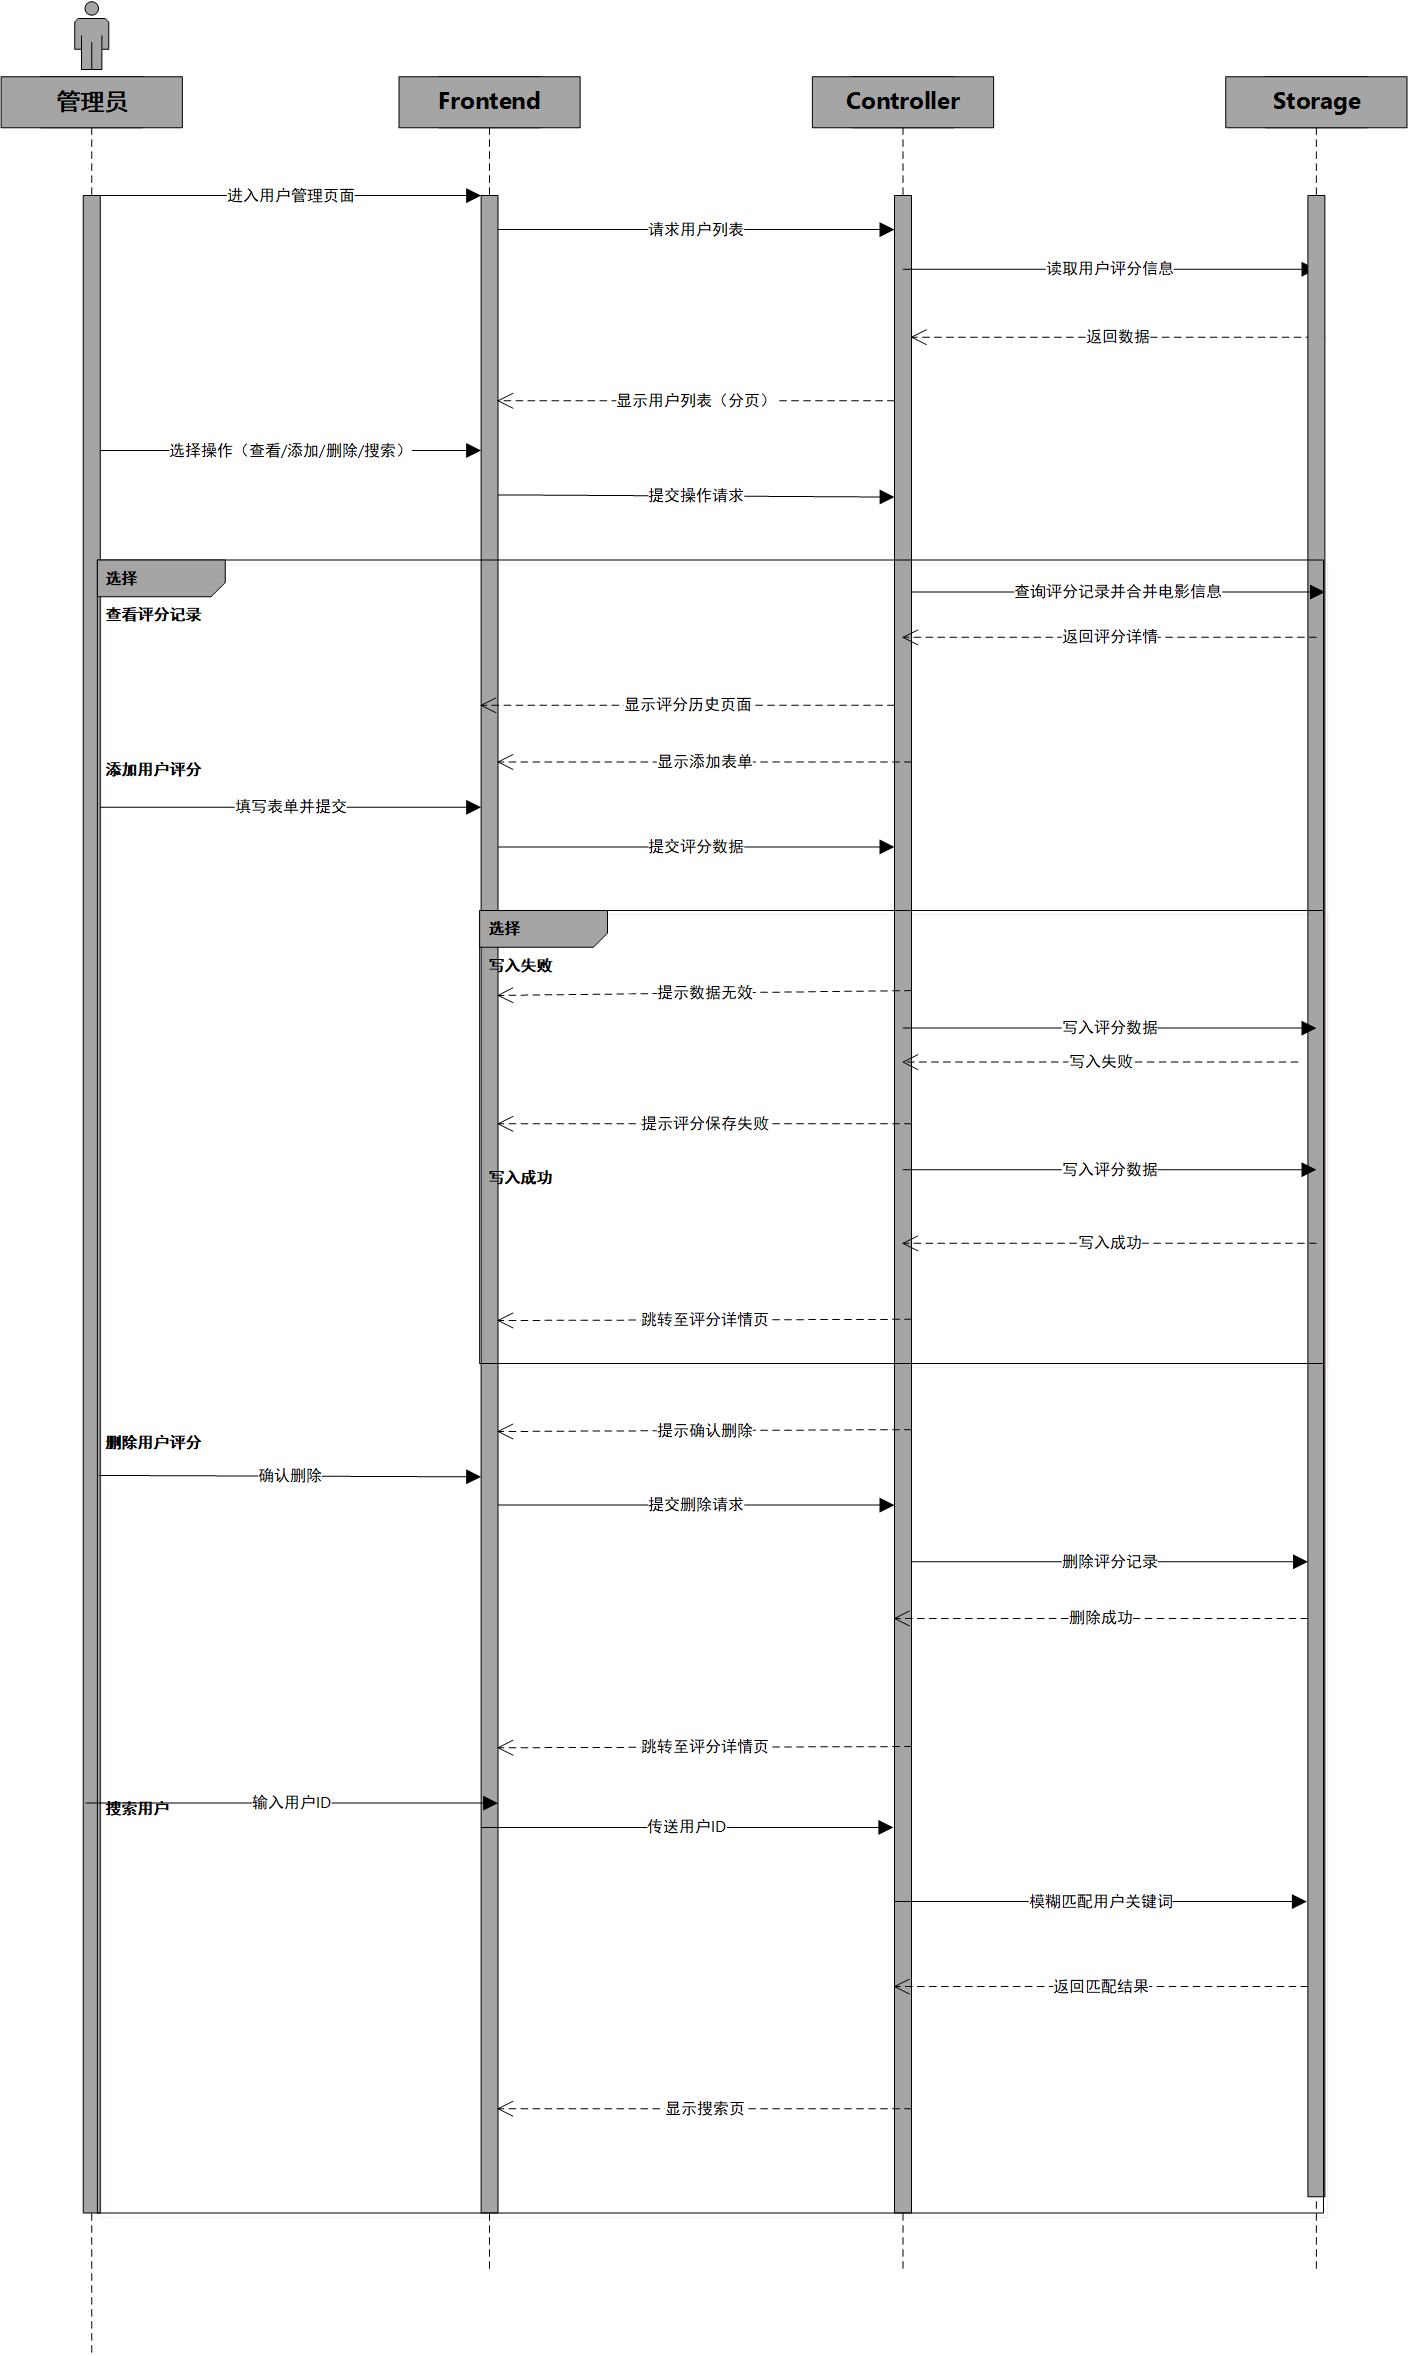 管理员
Frontend
Controller
Storage
进入用户管理页面
请求用户列表
读取用户评分信息
返回数据
显示用户列表（分页）
选择操作（查看/添加/删除/搜索）
提交操作请求
选择
查询评分记录并合并电影信息
查看评分记录
返回评分详情
显示评分历史页面
显示添加表单
添加用户评分
填写表单并提交
提交评分数据
选择
写入失败
提示数据无效
写入评分数据
写入失败
提示评分保存失败
写入评分数据
写入成功
写入成功
跳转至评分详情页
提示确认删除
删除用户评分
确认删除
提交删除请求
删除评分记录
删除成功
跳转至评分详情页
输入用户ID
搜索用户
传送用户ID
模糊匹配用户关键词
返回匹配结果
显示搜索页